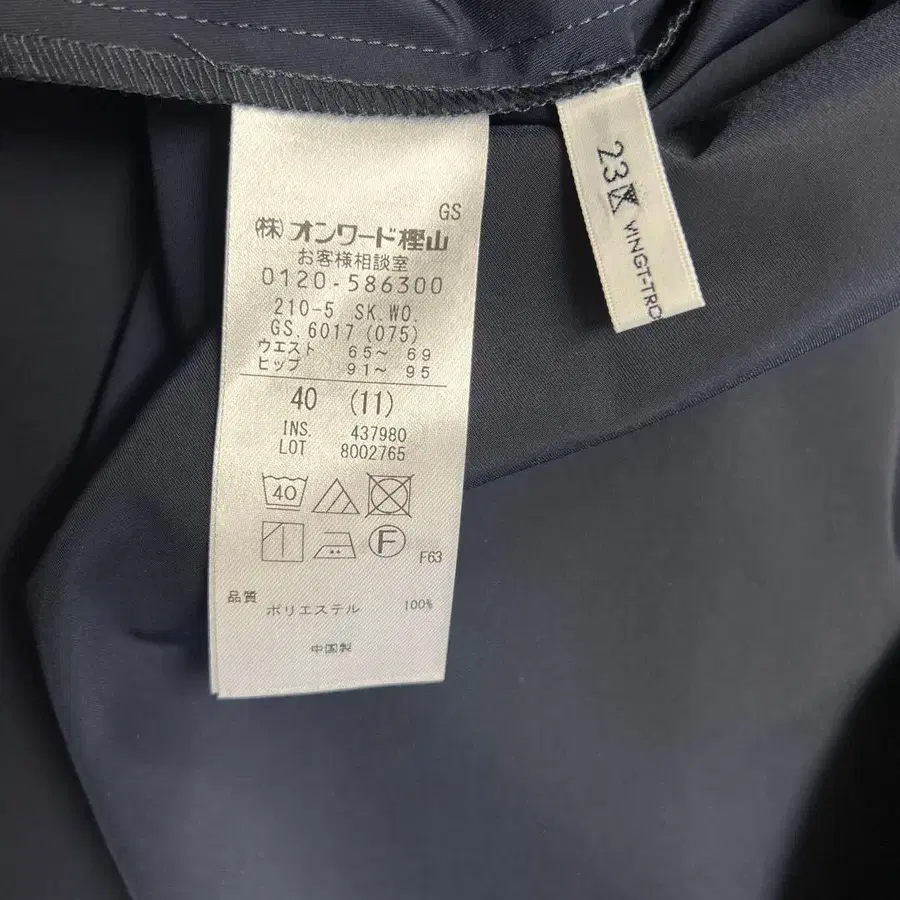 GS
(株)オンワード樫山
お客様相談室
0120-586300
210-5 SK.WO.
GS.6017(075)
ウエスト 65〜 69
ヒップ 91〜 95
40 (11)
INS. 437980
LOT 8002765
40
F
F63
品質
ポリエステル 100%
中国製
23区 VINGT-TRO